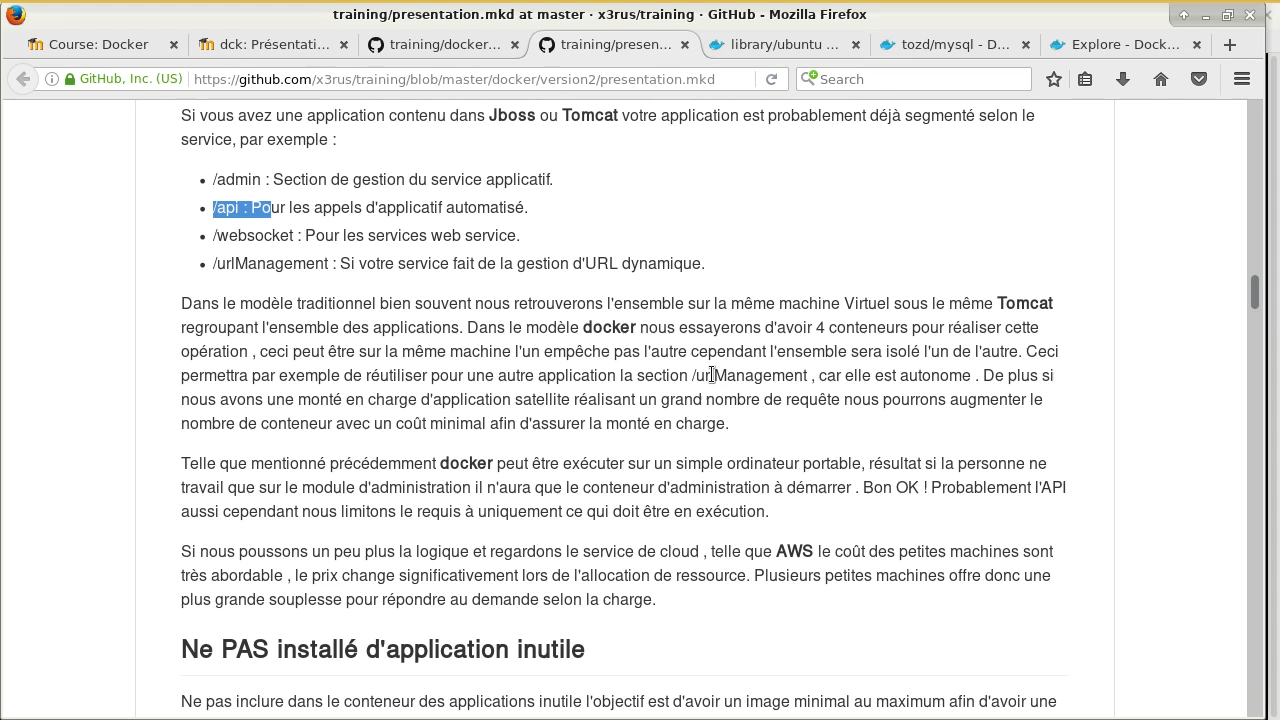 training/presentation.mkd at master · x3rus/training · GitHub - Mozilla Firefox
Course: Docker
dck: Présentati...
training/docker...
training/presen...
library/ubuntu ...
tozd/mysql - D...
Explore - Dock...
GitHub, Inc. (US)
https://github.com/x3rus/training/blob/master/docker/version2/presentation.mkd
Search
Si vous avez une application contenu dans Jboss ou Tomcat votre application est probablement déjà segmenté selon le
service, par exemple :
• /admin : Section de gestion du service applicatif.
• /api : Pour les appels d'applicatif automatisé.
• /websocket : Pour les services web service.
• /urlManagement : Si votre service fait de la gestion d'URL dynamique.
Dans le modèle traditionnel bien souvent nous retrouverons l'ensemble sur la même machine Virtuel sous le même Tomcat
regroupant l'ensemble des applications. Dans le modèle docker nous essayerons d'avoir 4 conteneurs pour réaliser cette
opération , ceci peut être sur la même machine l'un empêche pas l'autre cependant l'ensemble sera isolé l'un de l'autre. Ceci
permettra par exemple de réutiliser pour une autre application la section /urlManagement , car elle est autonome . De plus si
nous avons une monté en charge d'application satellite réalisant un grand nombre de requête nous pourrons augmenter le
nombre de conteneur avec un coût minimal afin d'assurer la monté en charge.
Telle que mentionné précédemment docker peut être exécuter sur un simple ordinateur portable, résultat si la personne ne
travail que sur le module d'administration il n'aura que le conteneur d'administration à démarrer . Bon OK ! Probablement l'API
aussi cependant nous limitons le requis à uniquement ce qui doit être en exécution.
Si nous poussons un peu plus la logique et regardons le service de cloud , telle que AWS le coût des petites machines sont
très abordable , le prix change significativement lors de l'allocation de ressource. Plusieurs petites machines offre donc une
plus grande souplesse pour répondre au demande selon la charge.
Ne PAS installé d'application inutile
Ne pas inclure dans le conteneur des applications inutile l'objectif est d'avoir un image minimal au maximum afin d'avoir une